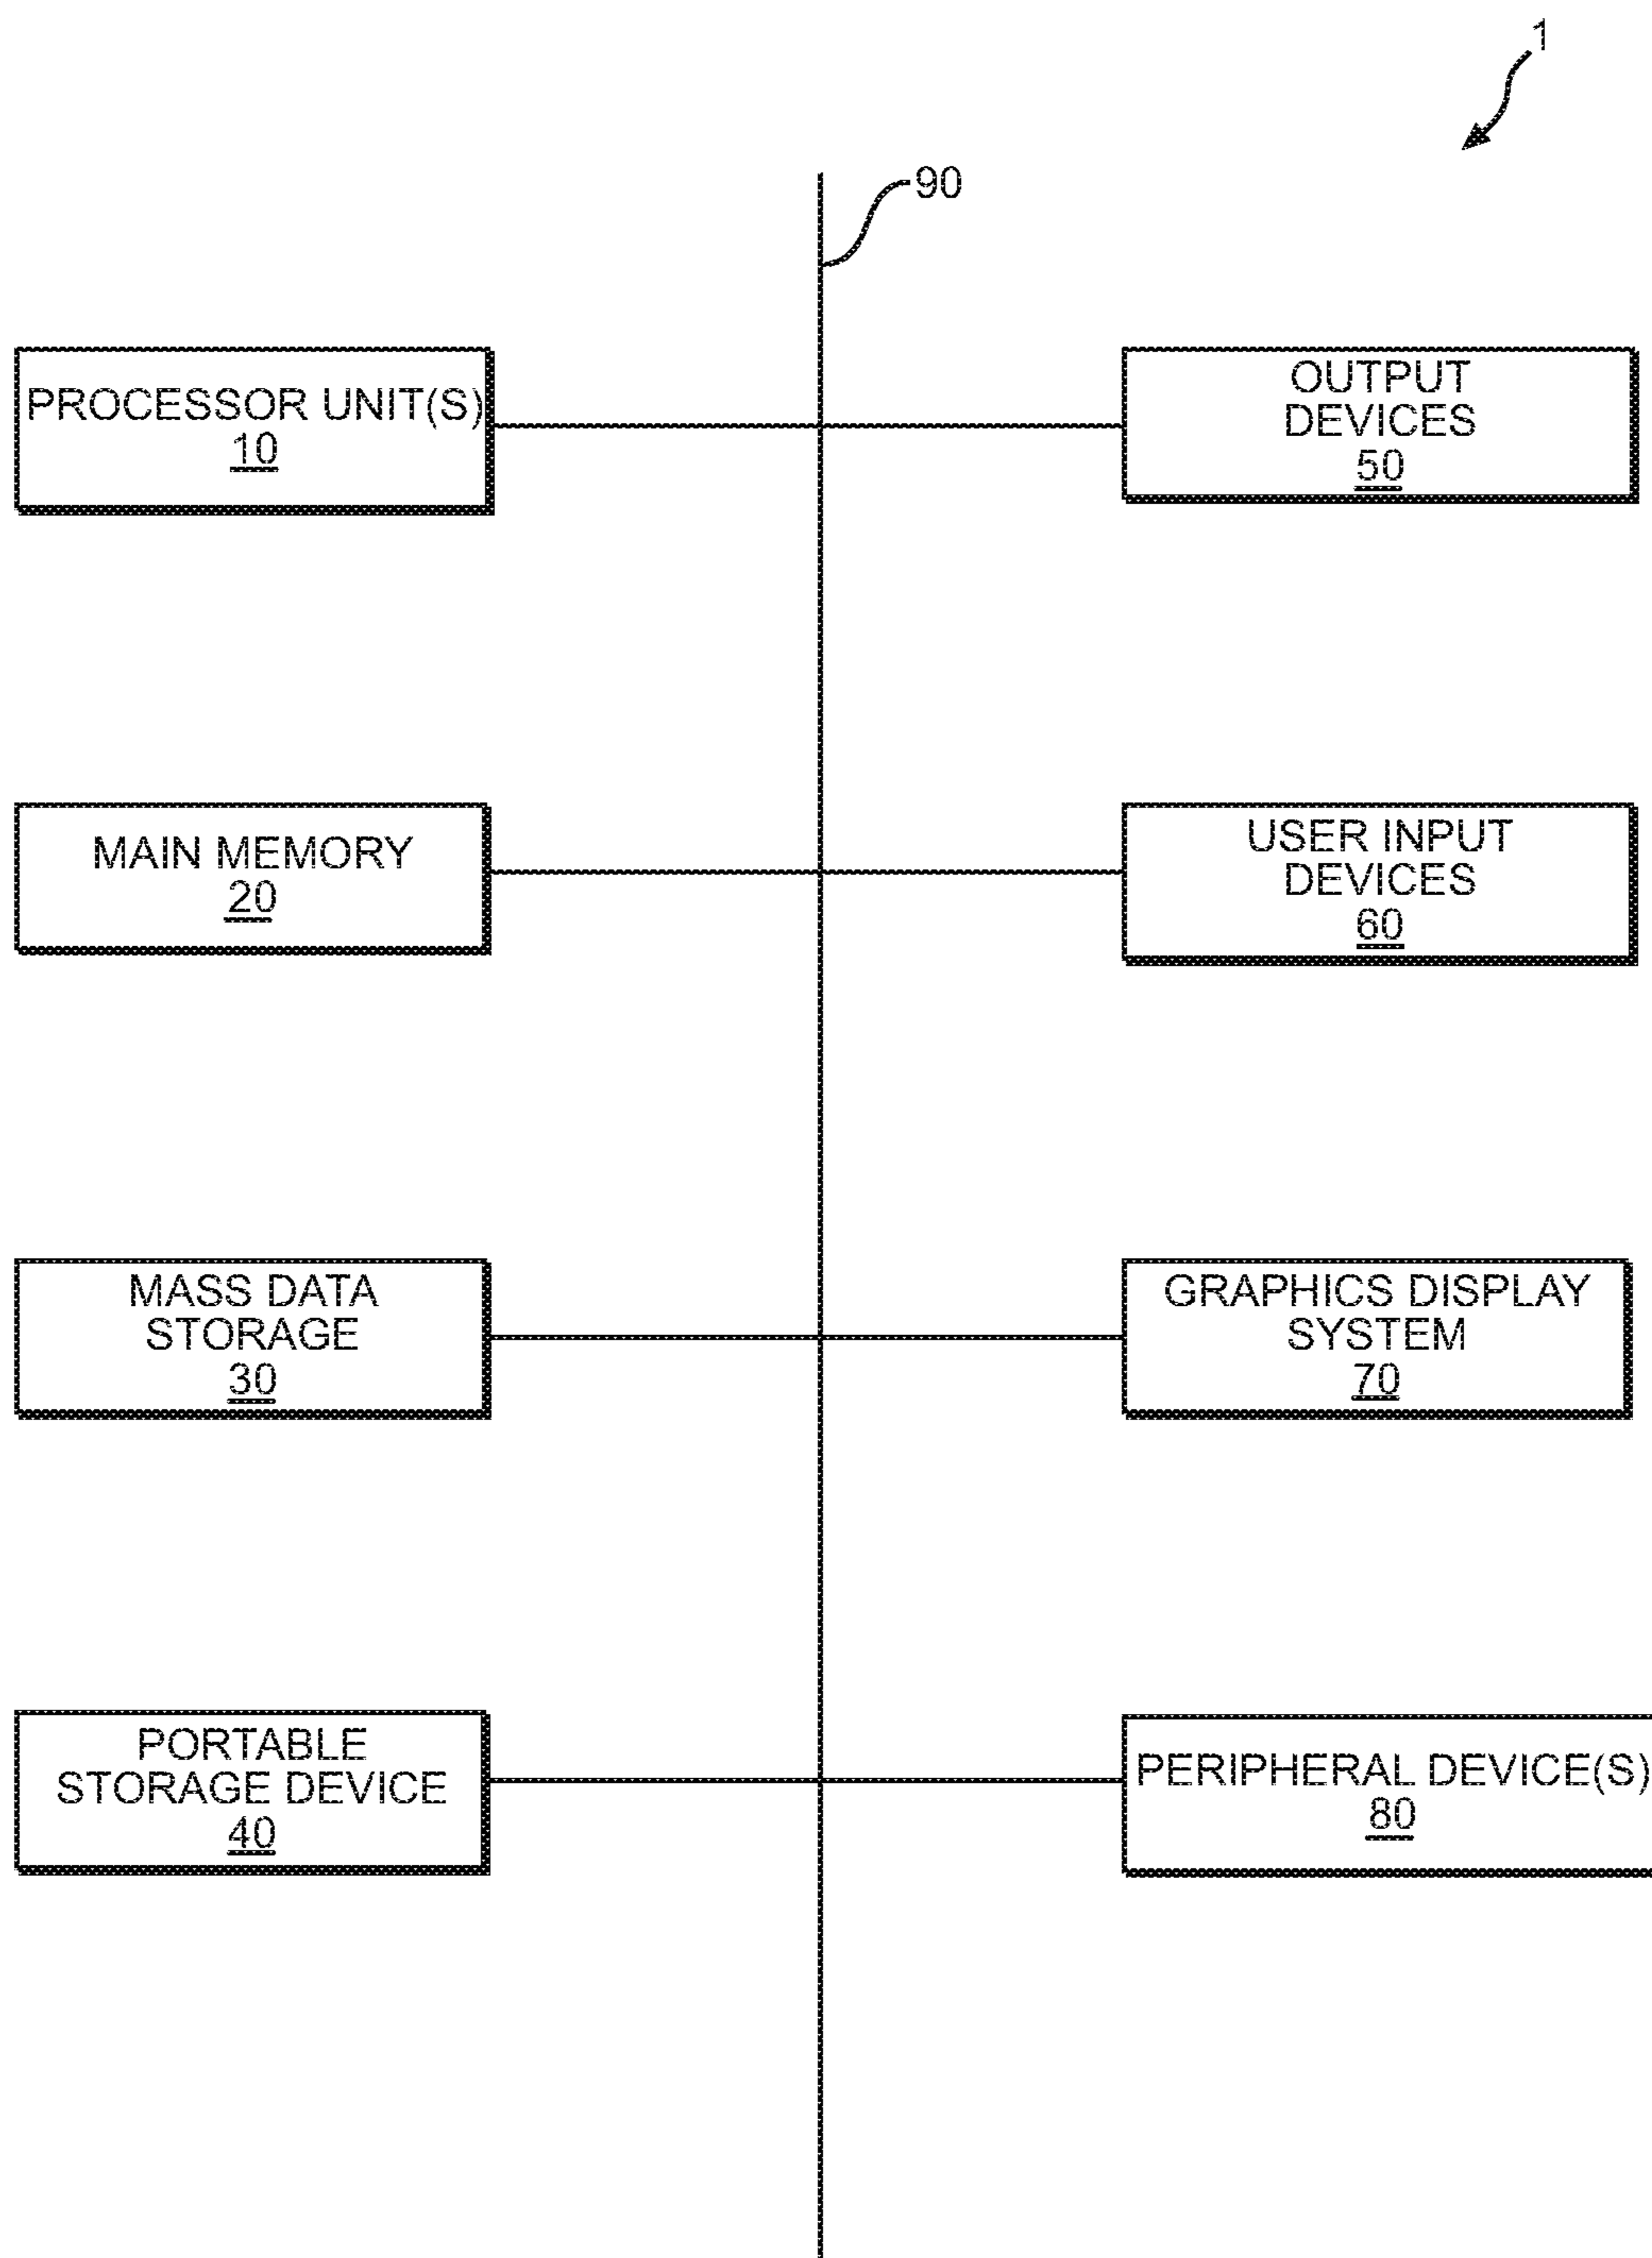 1
90
PROCESSOR UNIT(S)
10
OUTPUT
DEVICES
50
MAIN MEMORY
20
USER INPUT
DEVICES
60
MASS DATA
STORAGE
30
GRAPHICS DISPLAY
SYSTEM
70
PORTABLE
STORAGE DEVICE
40
PERIPHERAL DEVICE(S)
80